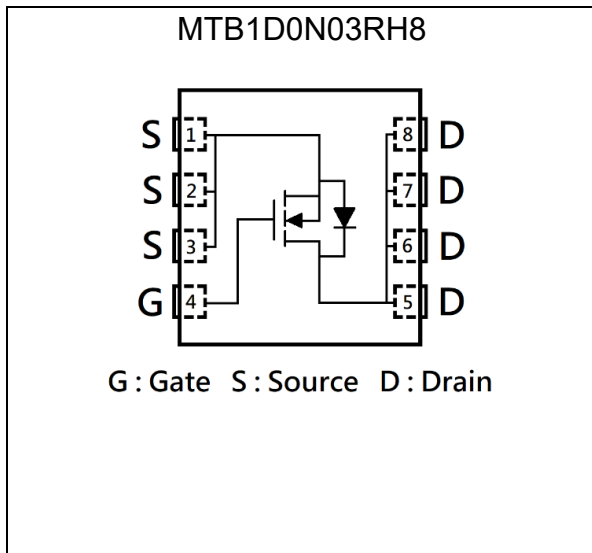 MTB1D0N03RH8
S 1 8 D
S 2 7 D
S 3 6 D
G 4 5 D
G : Gate S : Source D : Drain